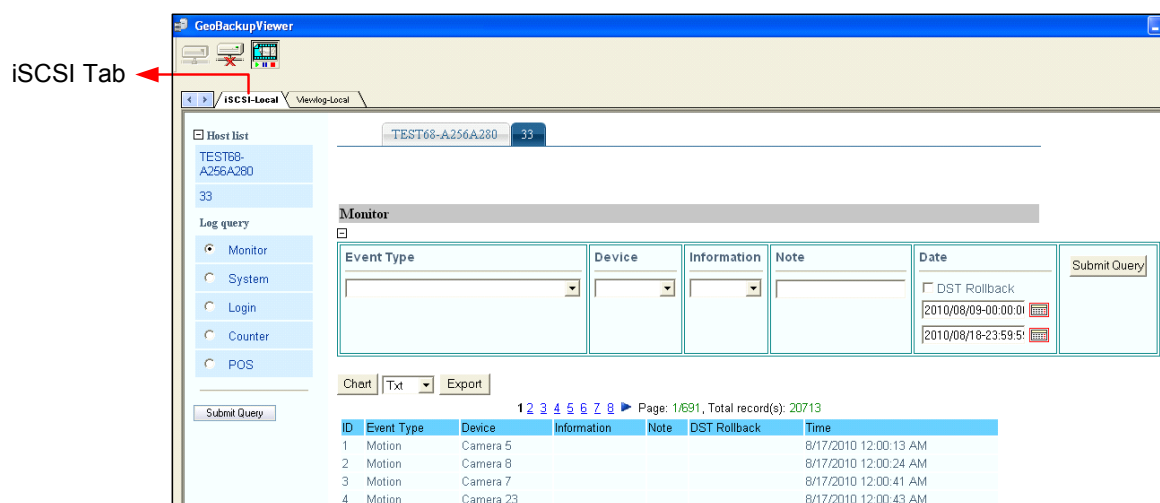 GeoBackupViewer
iSCSI Tab
iSCSI-Local Viewlog-Local
Host list
TEST68-
A256A280
33
Log query
Monitor
System
Login
Counter
POS
Submit Query
TEST68-A256A280 33
Monitor
Event Type Device Information Note Date
DST Rollback
2010/08/09-00:00:0
2010/08/18-23:59:5
Submit Query
Chart Txt Export
1 2 3 4 5 6 7 8 Page: 1/691, Total record(s): 20713
ID Event Type Device Information Note DST Rollback Time
1 Motion Camera 5 8/17/2010 12:00:13 AM
2 Motion Camera 8 8/17/2010 12:00:24 AM
3 Motion Camera 7 8/17/2010 12:00:41 AM
4 Motion Camera 23 8/17/2010 12:00:43 AM